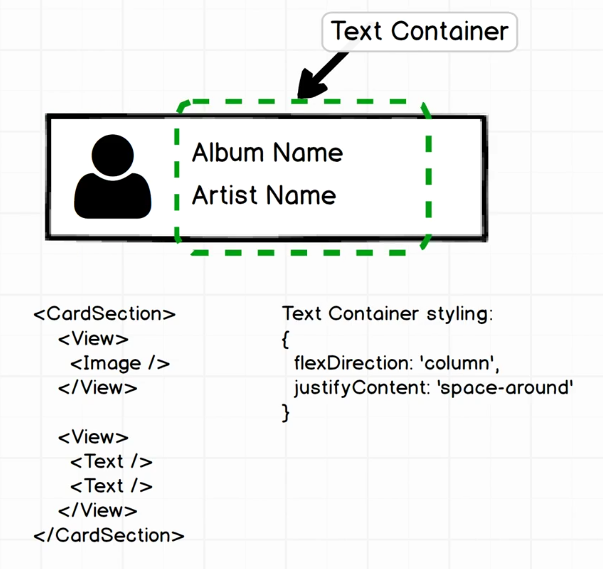 Text Container
Album Name
Artist Name
<CardSection>
<View>
<Image />
</View>
<View>
<Text />
<Text />
</View>
</CardSection>
Text Container styling:
{
flexDirection: 'column',
justifyContent: 'space-around'
}